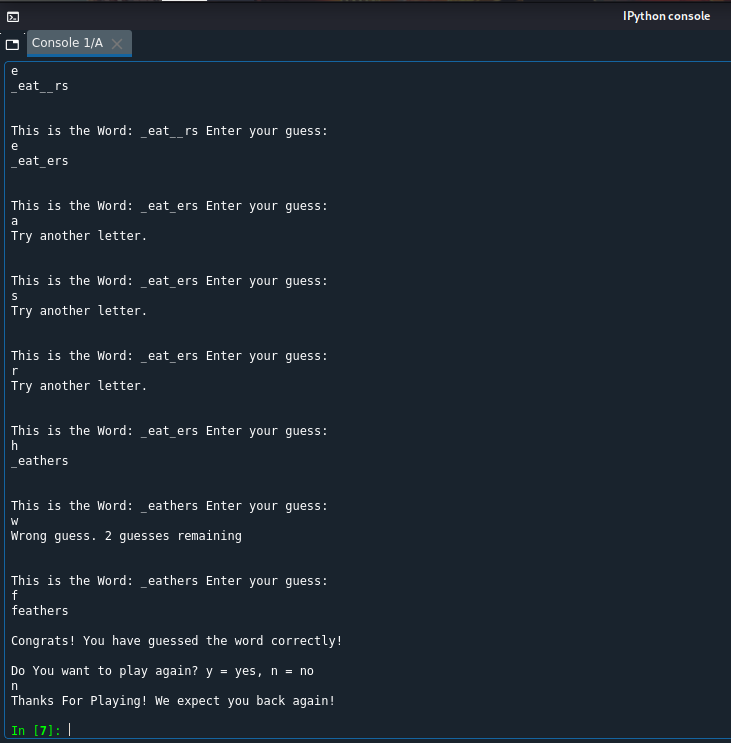 IPython console
Console 1/A
e
_eat__rs
This is the Word: _eat__rs Enter your guess:
e
_eat_ers
This is the Word: _eat_ers Enter your guess:
a
Try another letter.
This is the Word: _eat_ers Enter your guess:
s
Try another letter.
This is the Word: _eat_ers Enter your guess:
r
Try another letter.
This is the Word: _eat_ers Enter your guess:
h
_eathers
This is the Word: _eathers Enter your guess:
w
Wrong guess. 2 guesses remaining
This is the Word: _eathers Enter your guess:
f
feathers
Congrats! You have guessed the word correctly!
Do You want to play again? y = yes, n = no
n
Thanks For Playing! We expect you back again!
In [7]: